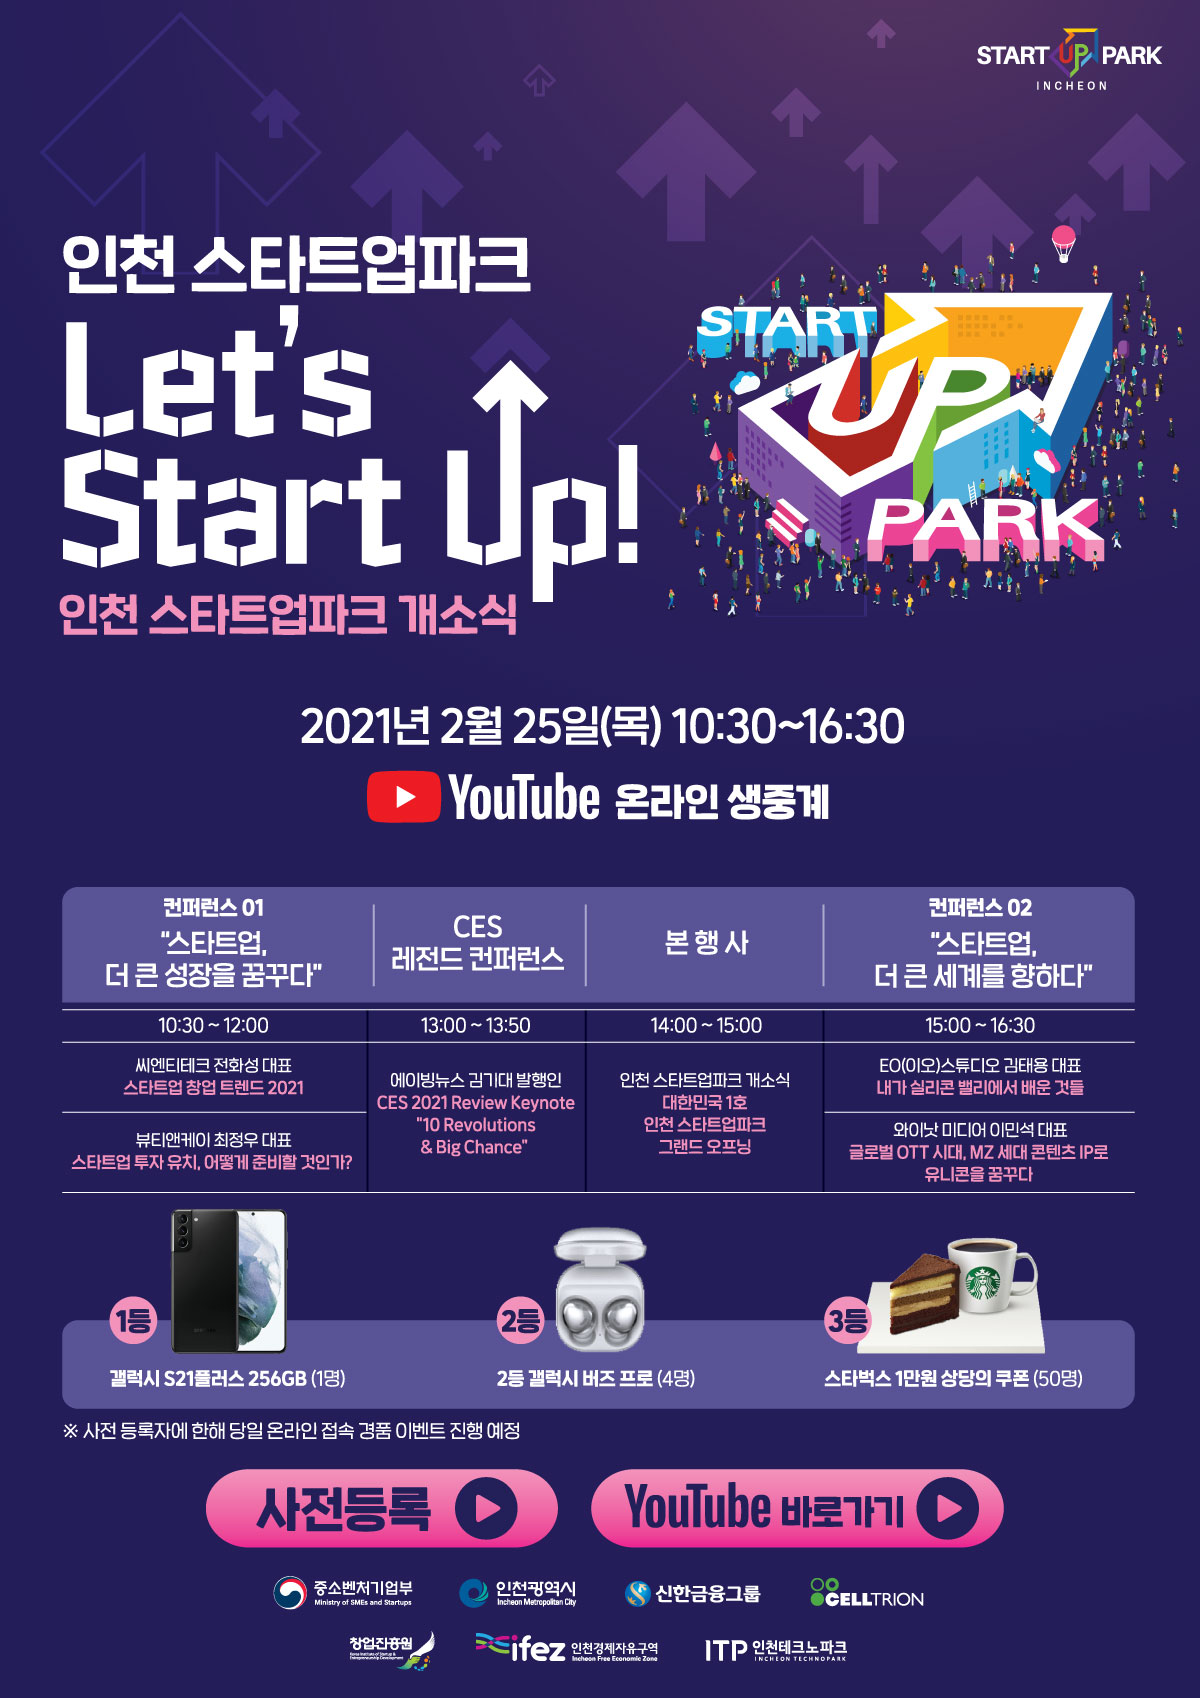 START UP PARK
INCHEON
인천 스타트업파크
Let's
Start Up!
인천 스타트업파크 개소식
START
UP
PARK
2021년 2월 25일(목) 10:30~16:30
YouTube 온라인 생중계
컨퍼런스 01
“스타트업,
더 큰 성장을 꿈꾸다”
CES
레전드 컨퍼런스
본 행 사
컨퍼런스 02
“스타트업,
더 큰 세계를 향하다”
10:30 ~ 12:00
13:00 ~ 13:50
14:00 ~ 15:00
15:00 ~ 16:30
씨엔티테크 전화성 대표
스타트업 창업 트렌드 2021
뷰티앤케이 최정우 대표
스타트업 투자 유치, 어떻게 준비할 것인가?
에이빙뉴스 김기대 발행인
CES 2021 Review Keynote
"10 Revolutions
& Big Chance"
인천 스타트업파크 개소식
대한민국 1호
인천 스타트업파크
그랜드 오프닝
EO(이오)스튜디오 김태용 대표
내가 실리콘 밸리에서 배운 것들
와이낫 미디어 이민석 대표
글로벌 OTT 시대, MZ 세대 콘텐츠 IP로
유니콘을 꿈꾸다
1등
갤럭시 S21플러스 256GB (1명)
2등
2등 갤럭시 버즈 프로 (4명)
3등
스타벅스 1만원 상당의 쿠폰 (50명)
※ 사전 등록자에 한해 당일 온라인 접속 경품 이벤트 진행 예정
사전등록
YouTube 바로가기
중소벤처기업부
Ministry of SMEs and Startups
인천광역시
Incheon Metropolitan City
신한금융그룹
CELLTRION
창업진흥원
Korea Institute of Startup &
Entrepreneurship Development
ifez 인천경제자유구역
Incheon Free Economic Zone
ITP 인천테크노파크
INCHEON TECHNOPARK